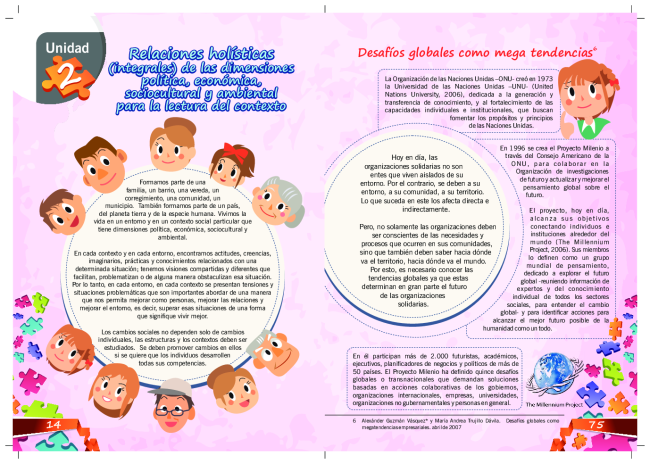 Unidad
2
Relaciones holísticas
(integrales) de las dimensiones
política, económica,
sociocultural y ambiental
para la lectura del contexto
Formamos parte de una
familia, un barrio, una vereda, un
corregimiento, una comunidad, un
municipio. También formamos parte de un país,
del planeta tierra y de la especie humana. Vivimos la
vida en un entorno y en un contexto social particular que
tiene dimensiones política, económica, sociocultural y
ambiental.
En cada contexto y en cada entorno, encontramos actitudes, creencias,
imaginarios, prácticas y conocimientos relacionados con una
determinada situación; tenemos visiones compartidas y diferentes que
facilitan, problematizan o de alguna manera obstaculizan esa situación.
Por lo tanto, en cada entorno, en cada contexto se presentan tensiones y
situaciones problemáticas que son importantes abordar de una manera
que nos permita mejorar como personas, mejorar las relaciones y
mejorar el entorno, es decir, superar esas situaciones de una forma
que signifique vivir mejor.
Los cambios sociales no dependen solo de cambios
individuales, las estructuras y los contextos deben ser
estudiados. Se deben promover cambios en ellos
si se quiere que los individuos desarrollen
todas sus competencias.
14
Desafíos globales como mega tendencias6
La Organización de las Naciones Unidas –ONU- creó en 1973
la Universidad de las Naciones Unidas –UNU- (United
Nations University, 2006), dedicada a la generación y
transferencia de conocimiento, y al fortalecimiento de las
capacidades individuales e institucionales, que buscan
fomentar los propósitos y principios
de las Naciones Unidas.
Hoy en día, las
organizaciones solidarias no son
entes que viven aislados de su
entorno. Por el contrario, se deben a su
entorno, a su comunidad, a su territorio.
Lo que suceda en este los afecta directa e
indirectamente.
Pero, no solamente las organizaciones deben
ser conscientes de las necesidades y
procesos que ocurren en sus comunidades,
sino que también deben saber hacia dónde
va el territorio, hacia dónde va el mundo.
Por esto, es necesario conocer las
tendencias globales ya que estas
determinan en gran parte el futuro
de las organizaciones
solidarias.
En 1996 se crea el Proyecto Milenio a
través del Consejo Americano de la
ONU, para colaborar en la
Organización de investigaciones
de futuro y actualizar y mejorar el
pensamiento global sobre el
futuro.
El proyecto, hoy en día,
alcanza sus objetivos
conectando individuos e
instituciones alrededor del
mundo (The Millennium
Project, 2006). Sus miembros
lo definen como un grupo
mundial de pensamiento,
dedicado a explorar el futuro
global -reuniendo información de
expertos y del conocimiento
individual de todos los sectores
sociales, para entender el cambio
global- y para identificar acciones para
alcanzar el mejor futuro posible de la
humanidad como un todo.
En él participan más de 2.000 futuristas, académicos,
ejecutivos, planificadores de negocios y políticos de más de
50 países. El Proyecto Milenio ha definido quince desafíos
globales o transnacionales que demandan soluciones
basadas en acciones colaborativas de los gobiernos,
organizaciones internacionales, empresas, universidades,
organizaciones no gubernamentales y personas en general.
The Millennium Project
6 Alexánder Guzmán Vásquez* y María Andrea Trujillo Dávila. Desafíos globales como
megatendencias empresariales. abril de 2007
75